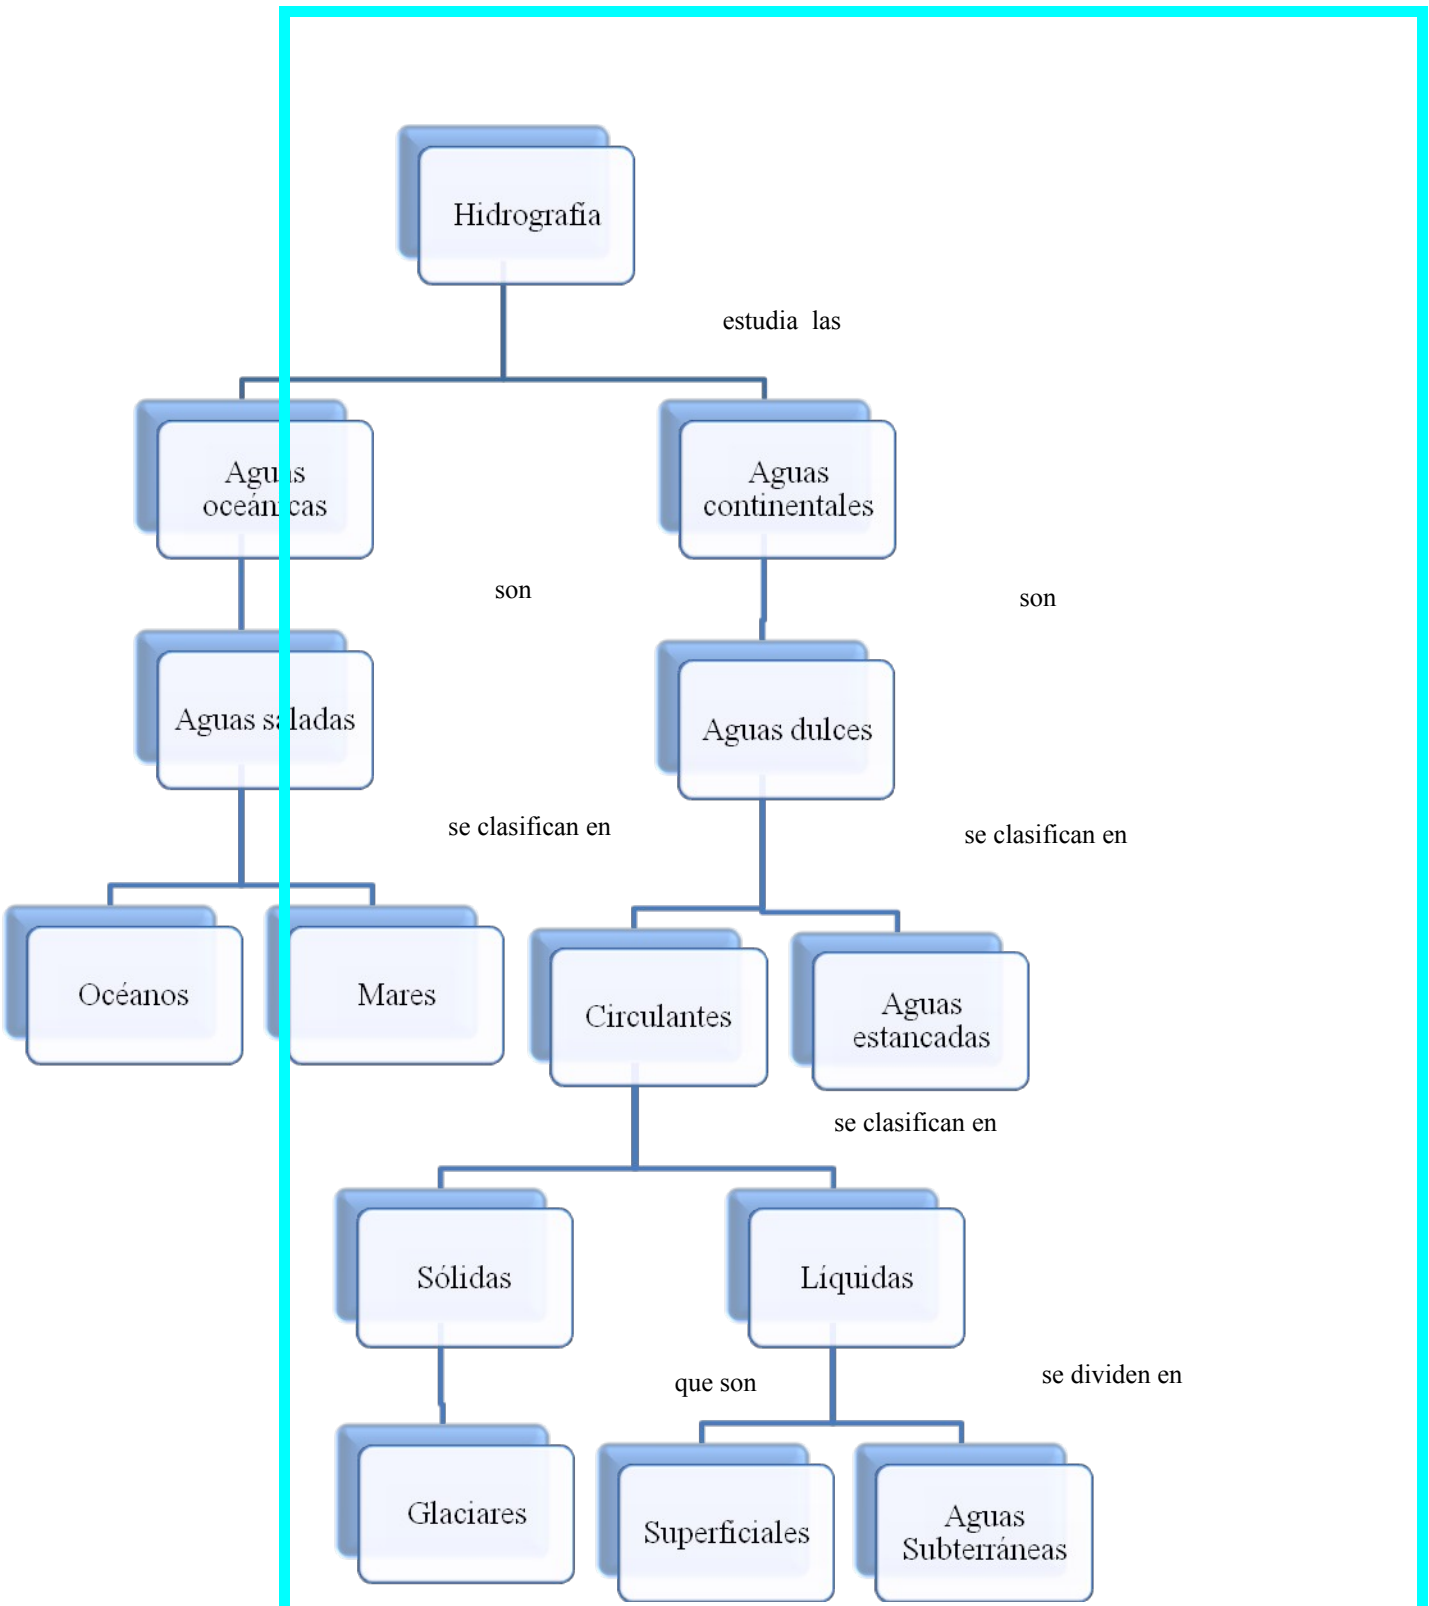 Hidrografía
estudia las
Aguas
oceánicas
Aguas
continentales
son
son
Aguas saladas
Aguas dulces
se clasifican en
se clasifican en
Océanos
Mares
Circulantes
Aguas
estancadas
se clasifican en
Sólidas
Líquidas
que son
se dividen en
Glaciares
Superficiales
Aguas
Subterráneas